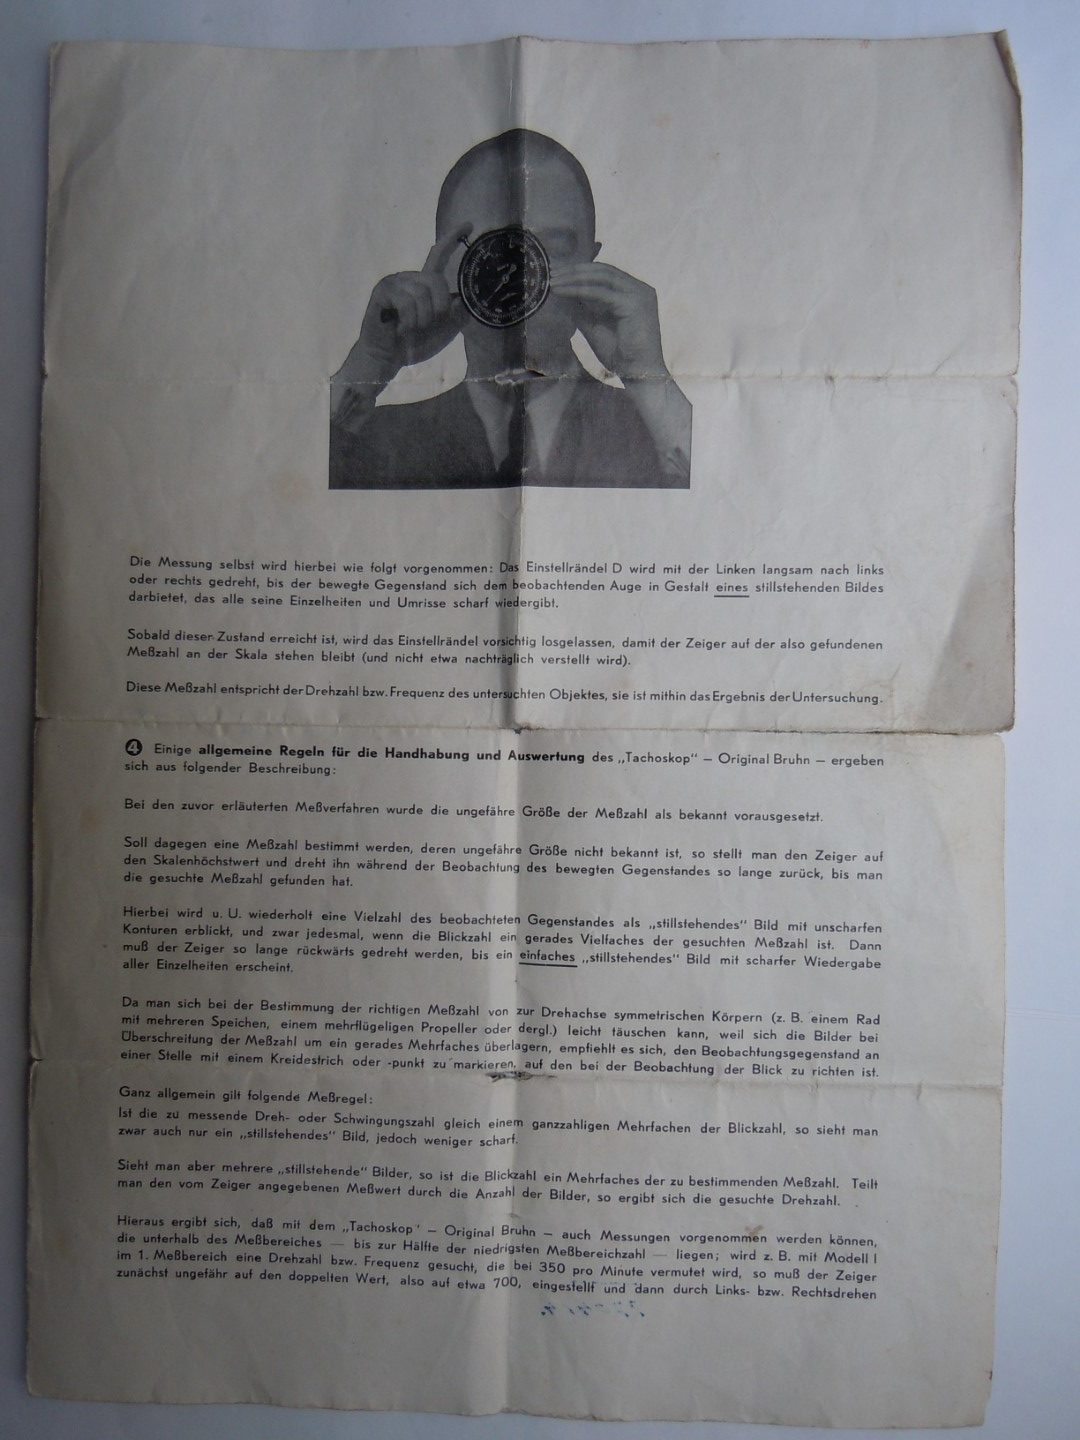 Die Messung selbst wird hierbei wie folgt vorgenommen: Das Einstellrändel D wird mit der Linken langsam nach links
oder rechts gedreht, bis der bewegte Gegenstand sich dem beobachtenden Auge in Gestalt eines stillstehenden Bildes
darbietet, das alle seine Einzelheiten und Umrisse scharf wiedergibt.
Sobald dieser Zustand erreicht ist, wird das Einstellrändel vorsichtig losgelassen, damit der Zeiger auf der also gefundenen
Meßzahl an der Skala stehen bleibt (und nicht etwa nachträglich verstellt wird).
Diese Meßzahl entspricht der Drehzahl bzw. Frequenz des untersuchten Objektes, sie ist mithin das Ergebnis der Untersuchung.
4 Einige allgemeine Regeln für die Handhabung und Auswertung des „Tachoskop" – Original Bruhn – ergeben
sich aus folgender Beschreibung:
Bei den zuvor erläuterten Meßverfahren wurde die ungefähre Größe der Meßzahl als bekannt vorausgesetzt.
Soll dagegen eine Meßzahl bestimmt werden, deren ungefähre Größe nicht bekannt ist, so stellt man den Zeiger auf
den Skalenhöchstwert und dreht ihn während der Beobachtung des bewegten Gegenstandes so lange zurück, bis man
die gesuchte Meßzahl gefunden hat.
Hierbei wird u. U. wiederholt eine Vielzahl des beobachteten Gegenstandes als „stillstehendes" Bild mit unscharfen
Konturen erblickt, und zwar jedesmal, wenn die Blickzahl ein gerades Vielfaches der gesuchten Meßzahl ist. Dann
muß der Zeiger so lange rückwärts gedreht werden, bis ein einfaches „stillstehendes" Bild mit scharfer Wiedergabe
aller Einzelheiten erscheint.
Da man sich bei der Bestimmung der richtigen Meßzahl von zur Drehachse symmetrischen Körpern (z. B. einem Rad
mit mehreren Speichen, einem mehrflügeligen Propeller oder dergl.) leicht täuschen kann, weil sich die Bilder bei
Überschreitung der Meßzahl um ein gerades Mehrfaches überlagern, empfiehlt es sich, den Beobachtungsgegenstand an
einer Stelle mit einem Kreidestrich oder -punkt zu markieren, auf den bei der Beobachtung der Blick zu richten ist.
Ganz allgemein gilt folgende Meßregel:
Ist die zu messende Dreh- oder Schwingungszahl gleich einem ganzzahligen Mehrfachen der Blickzahl, so sieht man
zwar auch nur ein „stillstehendes" Bild, jedoch weniger scharf.
Sieht man aber mehrere „stillstehende" Bilder, so ist die Blickzahl ein Mehrfaches der zu bestimmenden Meßzahl. Teilt
man den vom Zeiger angegebenen Meßwert durch die Anzahl der Bilder, so ergibt sich die gesuchte Drehzahl.
Hieraus ergibt sich, daß mit dem „Tachoskop" – Original Bruhn – auch Messungen vorgenommen werden können,
die unterhalb des Meßbereiches — bis zur Hälfte der niedrigsten Meßbereichzahl — liegen; wird z. B. mit Modell I
im 1. Meßbereich eine Drehzahl bzw. Frequenz gesucht, die bei 350 pro Minute vermutet wird, so muß der Zeiger
zunächst ungefähr auf den doppelten Wert, also auf etwa 700, eingestellt und dann durch Links- bzw. Rechtsdrehen